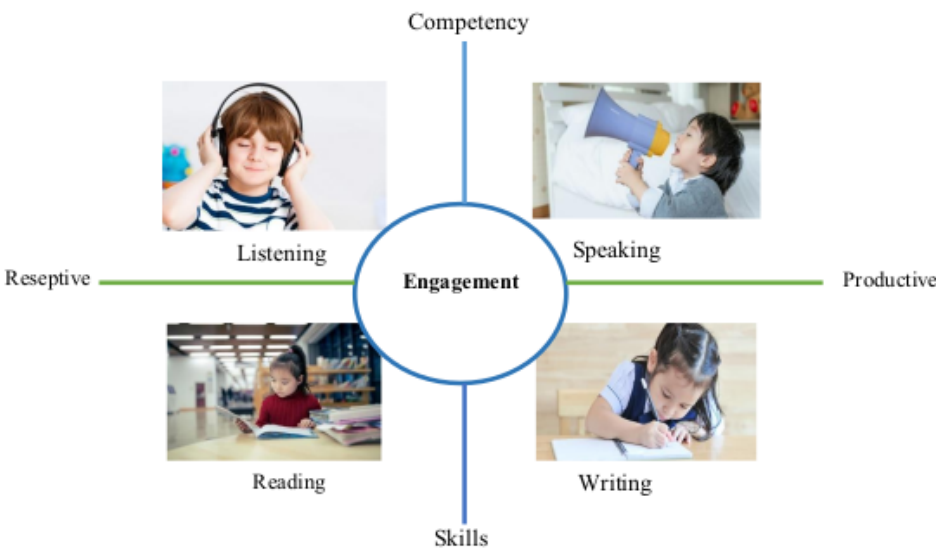 Competency
Listening
Speaking
Reseptive
Engagement
Productive
Reading
Writing
Skills